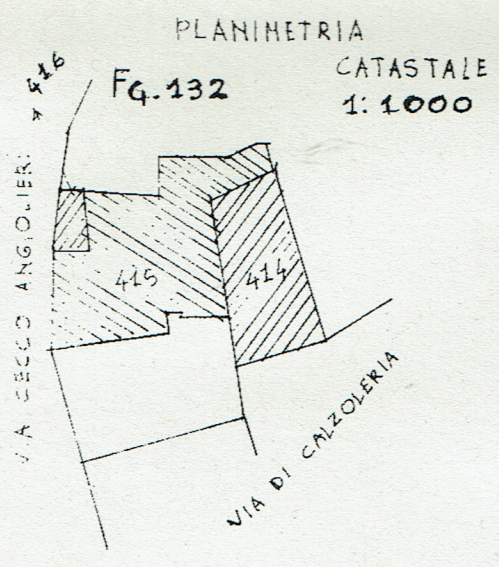 PLANIMETRIA
CATASTALE
FG. 132
1: 1000
416
415
414
VIA CECCO ANGIOLIERI
VIA DI CALZOLERIA